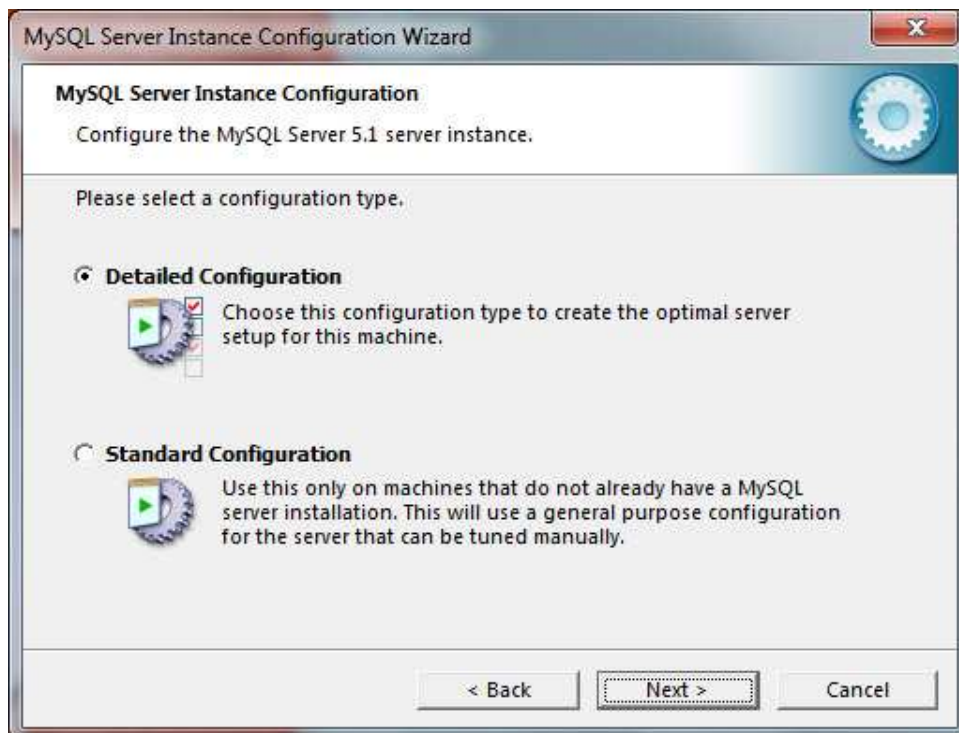 MySQL Server Instance Configuration Wizard
MySQL Server Instance Configuration
Configure the MySQL Server 5.1 server instance.
Please select a configuration type.
Detailed Configuration
Choose this configuration type to create the optimal server
setup for this machine.
Standard Configuration
Use this only on machines that do not already have a MySQL
server installation. This will use a general purpose configuration
for the server that can be tuned manually.
< Back
Next >
Cancel